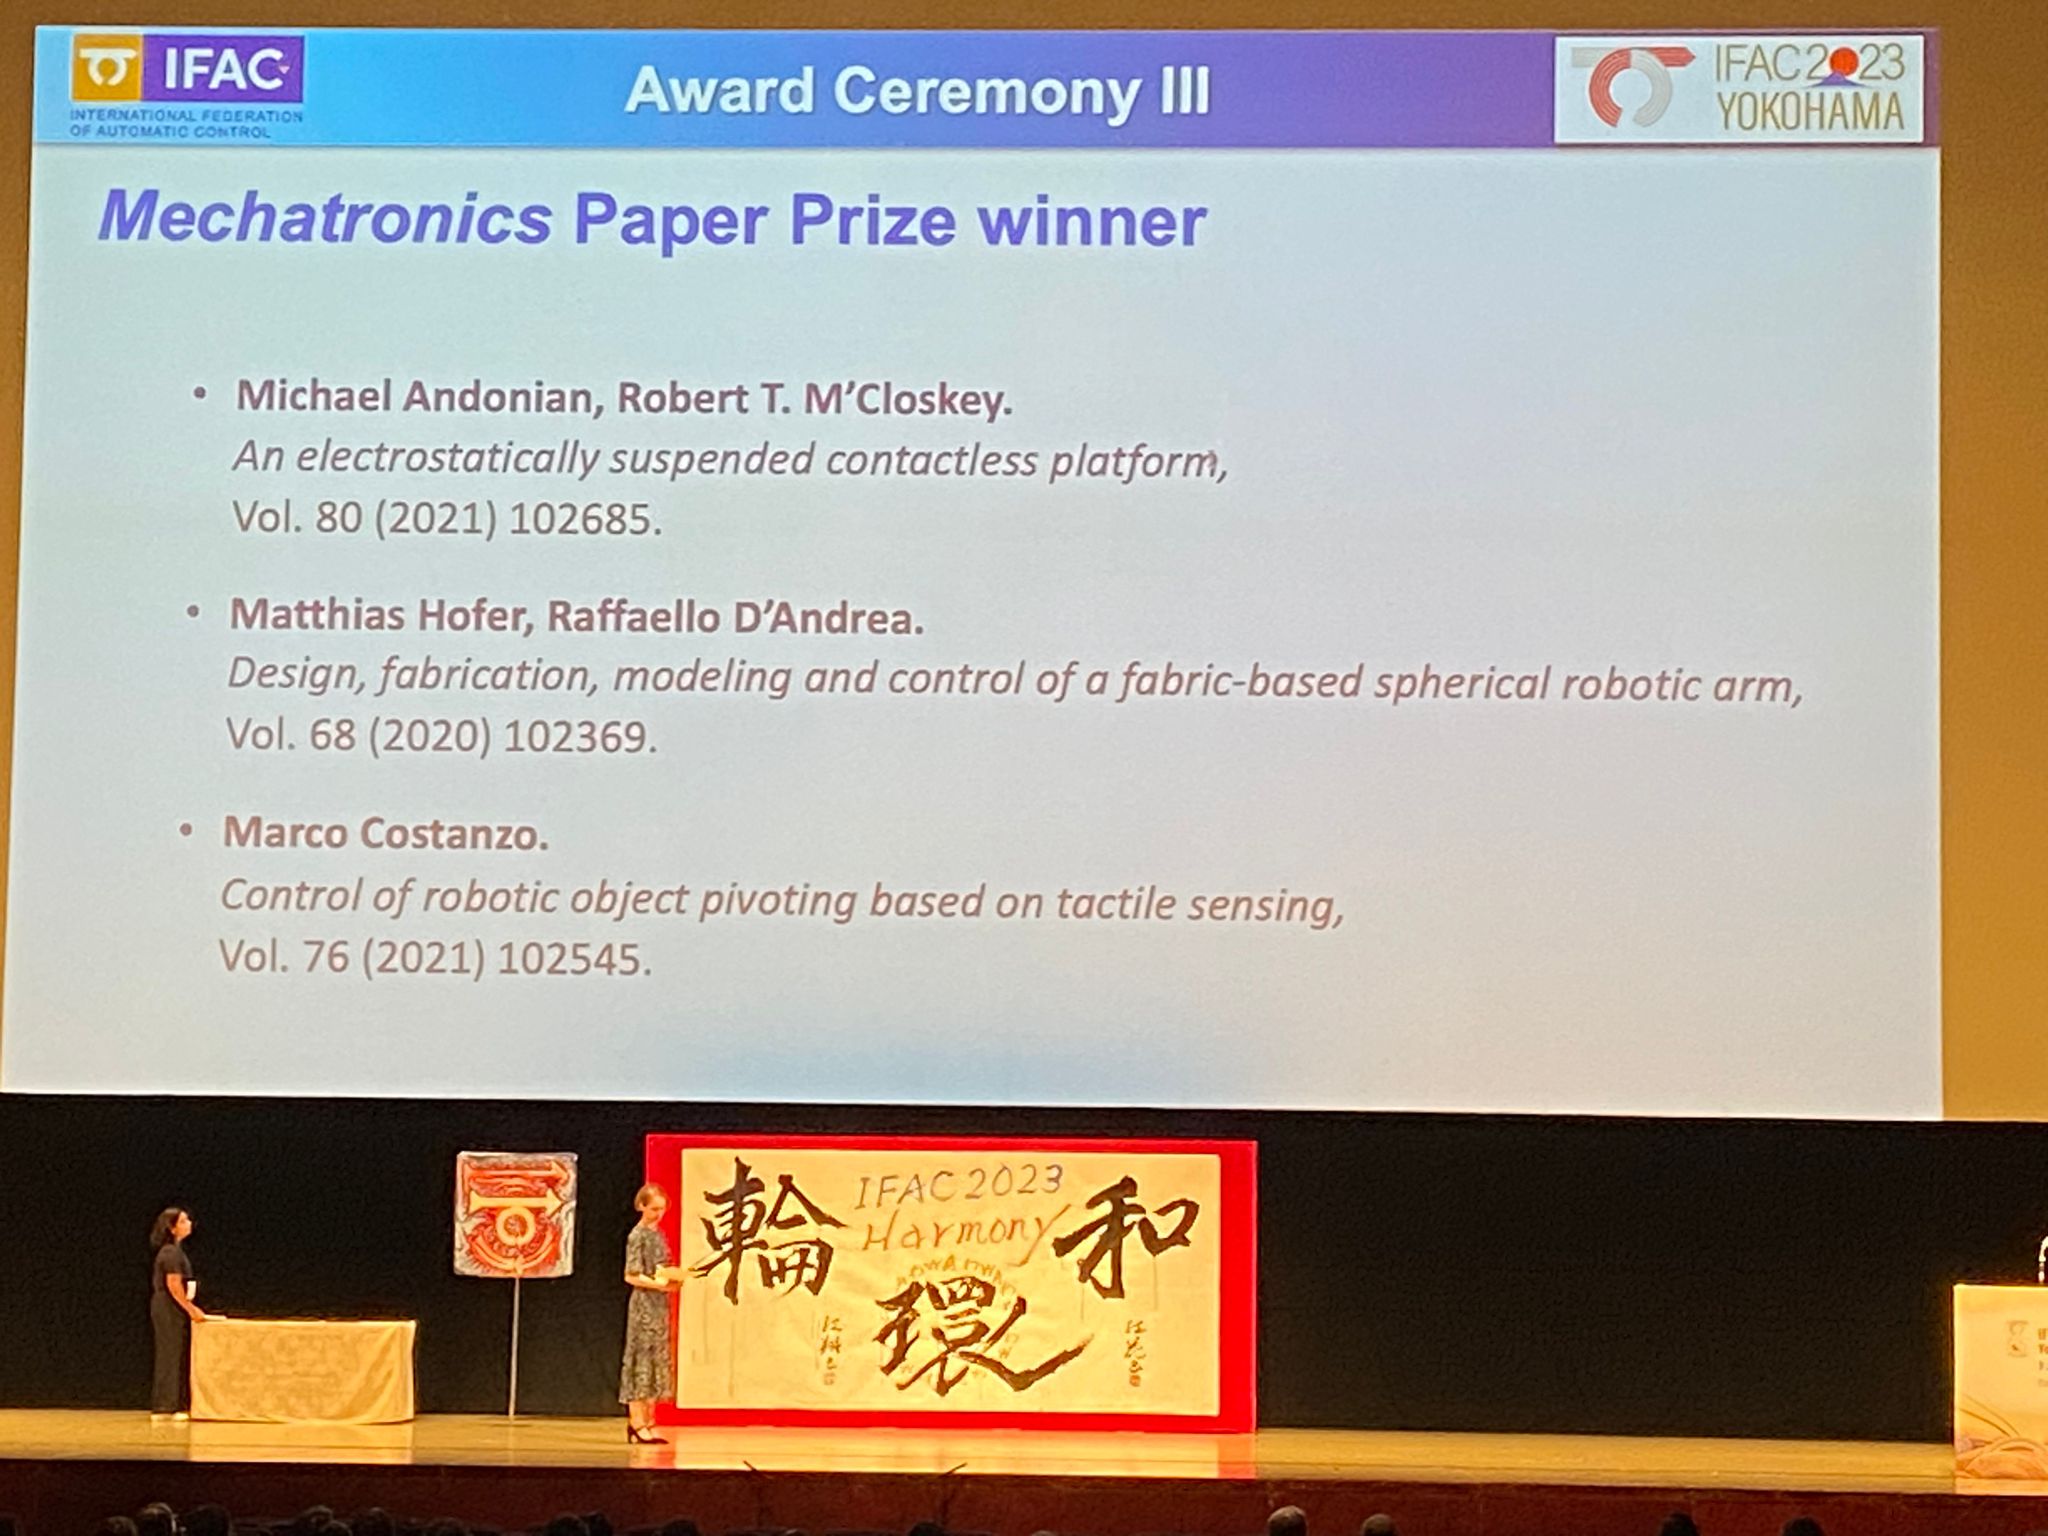 IFAC
INTERNATIONAL FEDERATION
OF AUTOMATIC CONTROL
Award Ceremony III
IFAC 2023
YOKOHAMA
Mechatronics Paper Prize winner
• Michael Andonian, Robert T. M'Closkey.
An electrostatically suspended contactless platform,
Vol. 80 (2021) 102685.
• Matthias Hofer, Raffaello D'Andrea.
Design, fabrication, modeling and control of a fabric-based spherical robotic arm,
Vol. 68 (2020) 102369.
• Marco Costanzo.
Control of robotic object pivoting based on tactile sensing,
Vol. 76 (2021) 102545.
IFAC 2023
Harmony
輪 和
環